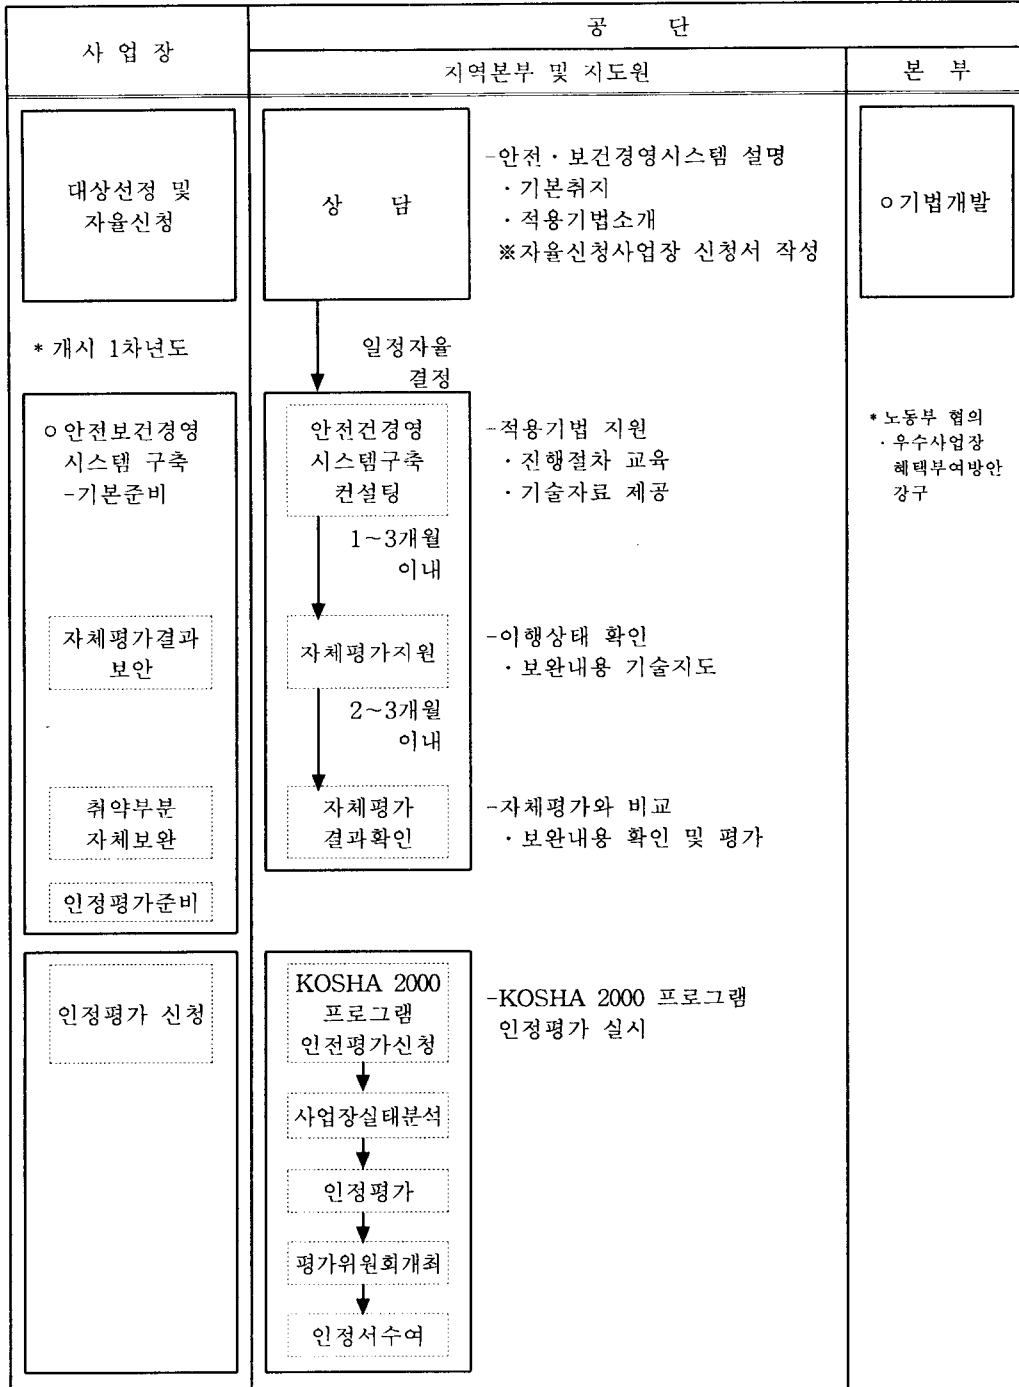 사 업 장
공 단
지역본부 및 지도원
본 부
대상선정 및
자율신청
상 담
-안전·보건경영시스템 설명
·기본취지
·적용기법소개
※자율신청사업장 신청서 작성
ㅇ기법개발
* 개시 1차년도
일정자율
결정
ㅇ안전보건경영
시스템 구축
-기본준비
안전건경영
시스템구축
컨설팅
-적용기법 지원
·진행절차 교육
·기술자료 제공
* 노동부 협의
·우수사업장
혜택부여방안
강구
1~3개월
이내
자체평가결과
보안
자체평가지원
-이행상태 확인
·보완내용 기술지도
2~3개월
이내
취약부분
자체보완
자체평가
결과확인
-자체평가와 비교
·보완내용 확인 및 평가
인정평가준비
인정평가 신청
KOSHA 2000
프로그램
인전평가신청
-KOSHA 2000 프로그램
인정평가 실시
사업장실태분석
인정평가
평가위원회개최
인정서수여